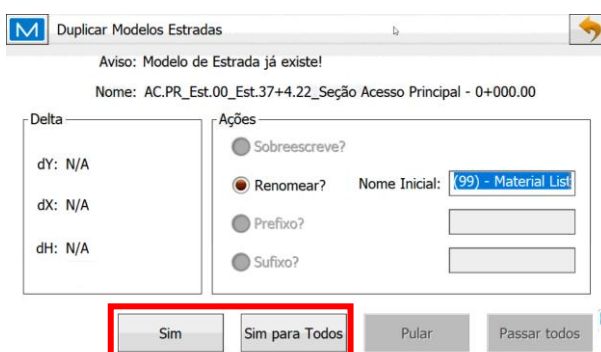 M Duplicar Modelos Estradas
Aviso: Modelo de Estrada já existe!
Nome: AC.PR_Est.00_Est.37+4.22_Seção Acesso Principal - 0+000.00
Delta
dY: N/A
dX: N/A
dH: N/A
Ações
Sobreescreve?
Renomear? Nome Inicial: (99) - Material List
Prefixo?
Sufixo?
Sim Sim para Todos Pular Passar todos